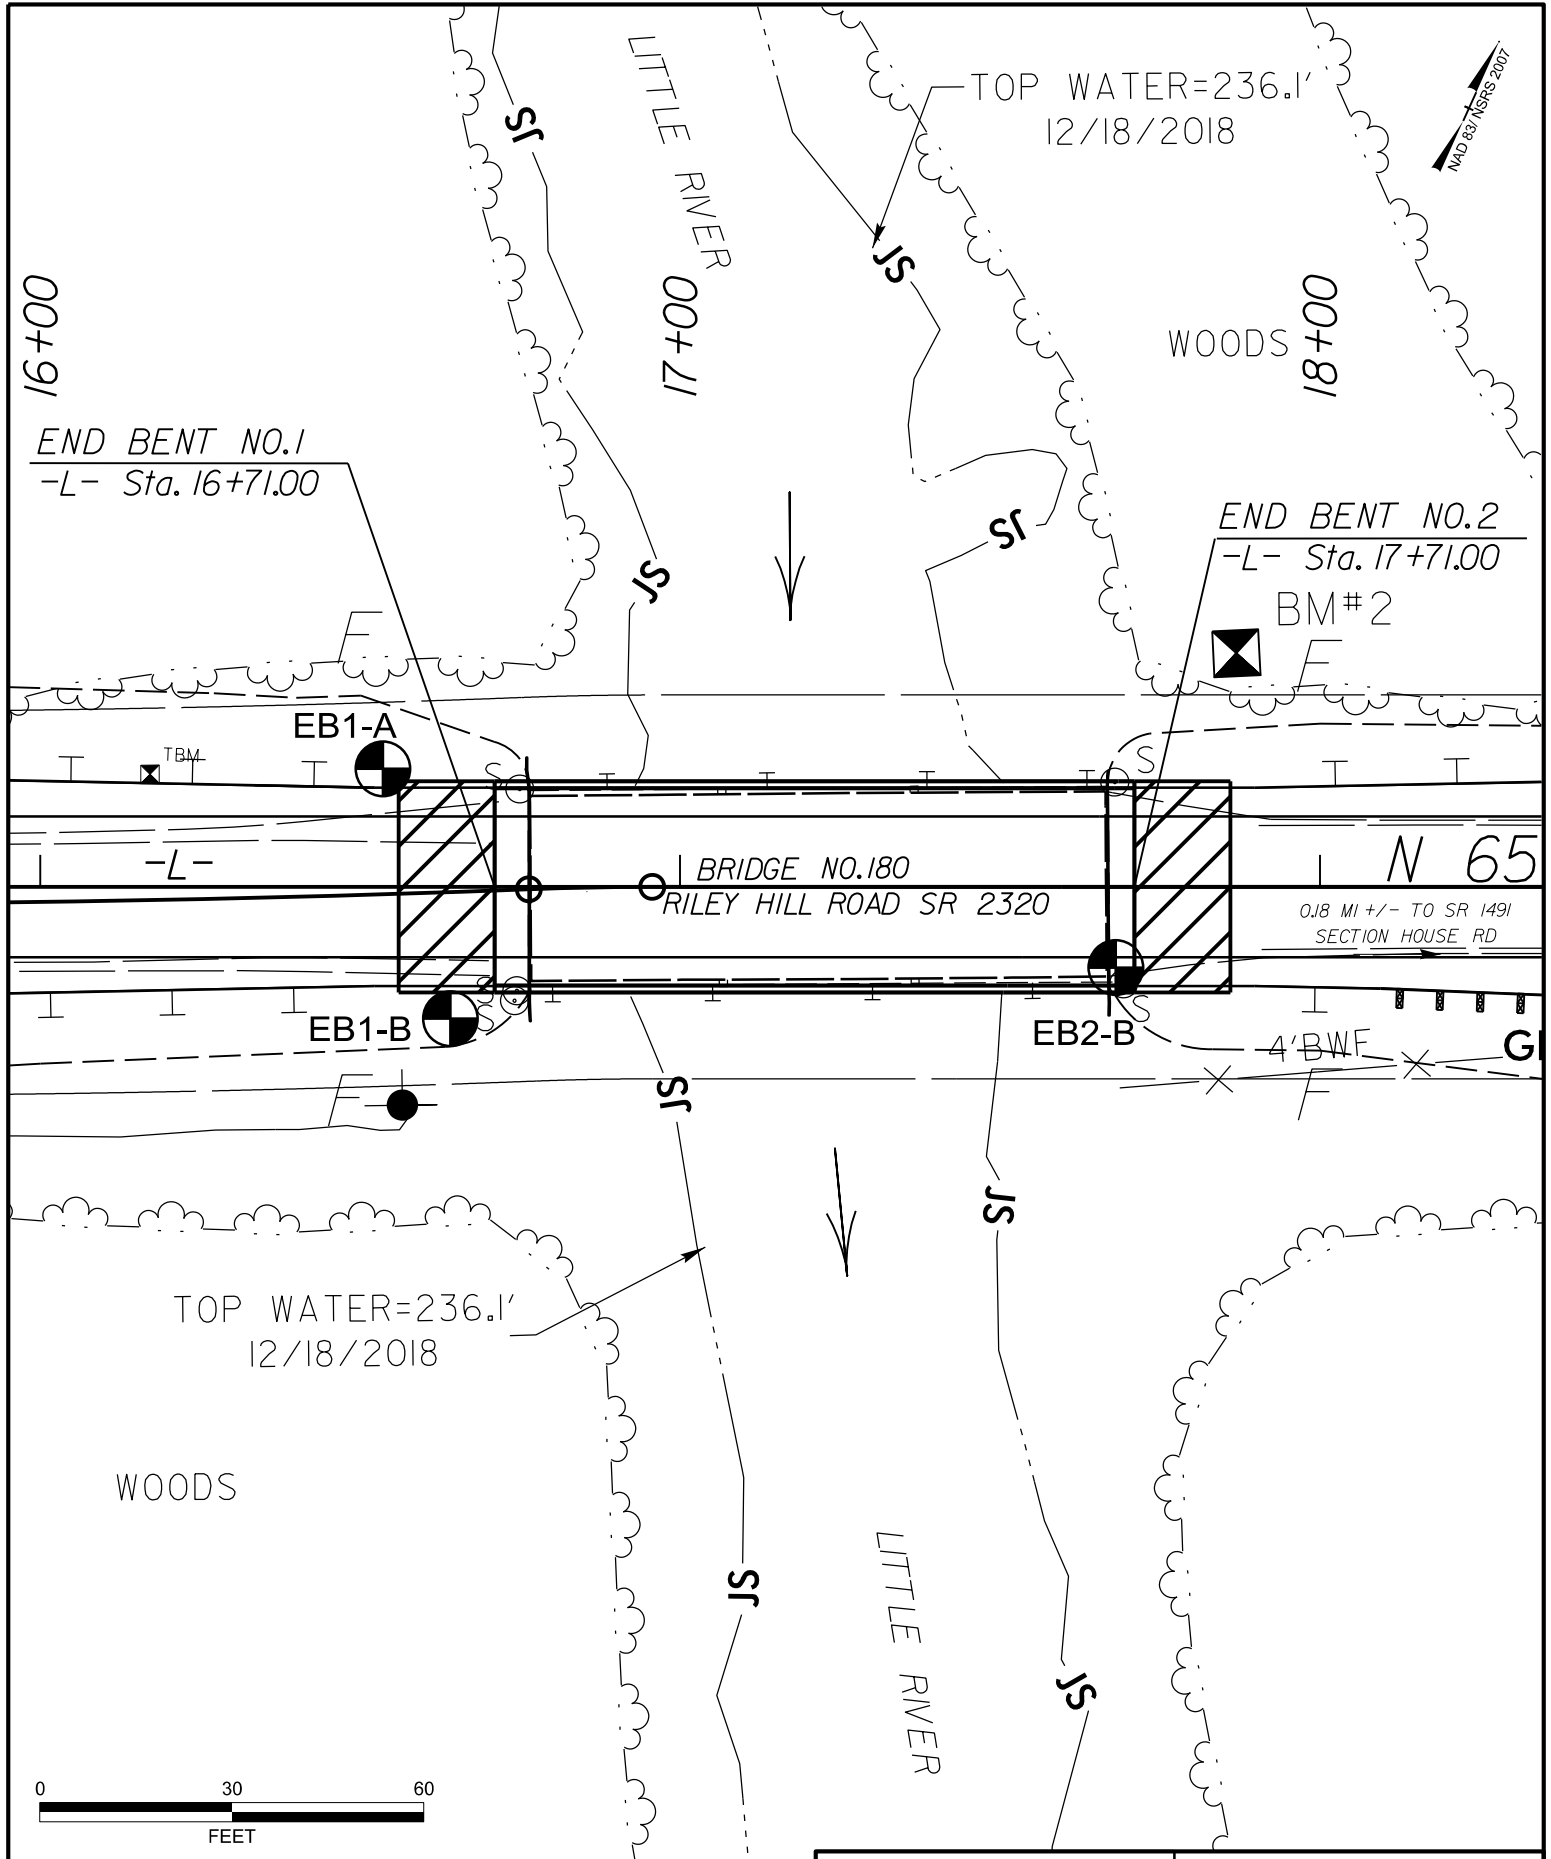 LITTLE RIVER
TOP WATER=236.1'
12/18/2018
NAD 83/ NSRS 2007
JS
JS
16+00
17+00
18+00
WOODS
END BENT NO.1
-L- Sta. 16+71.00
END BENT NO.2
-L- Sta. 17+71.00
JS
JS
BM#2
F
F
EB1-A
TBM
S
S
-L-
BRIDGE NO.180
RILEY HILL ROAD SR 2320
N 65
0.18 MI +/- TO SR 1491
SECTION HOUSE RD
S
S
S
EB1-B
EB2-B
4'BWF
F
F
JS
JS
TOP WATER=236.1'
12/18/2018
WOODS
JS
JS
LITTLE RIVER
0 30 60
FEET